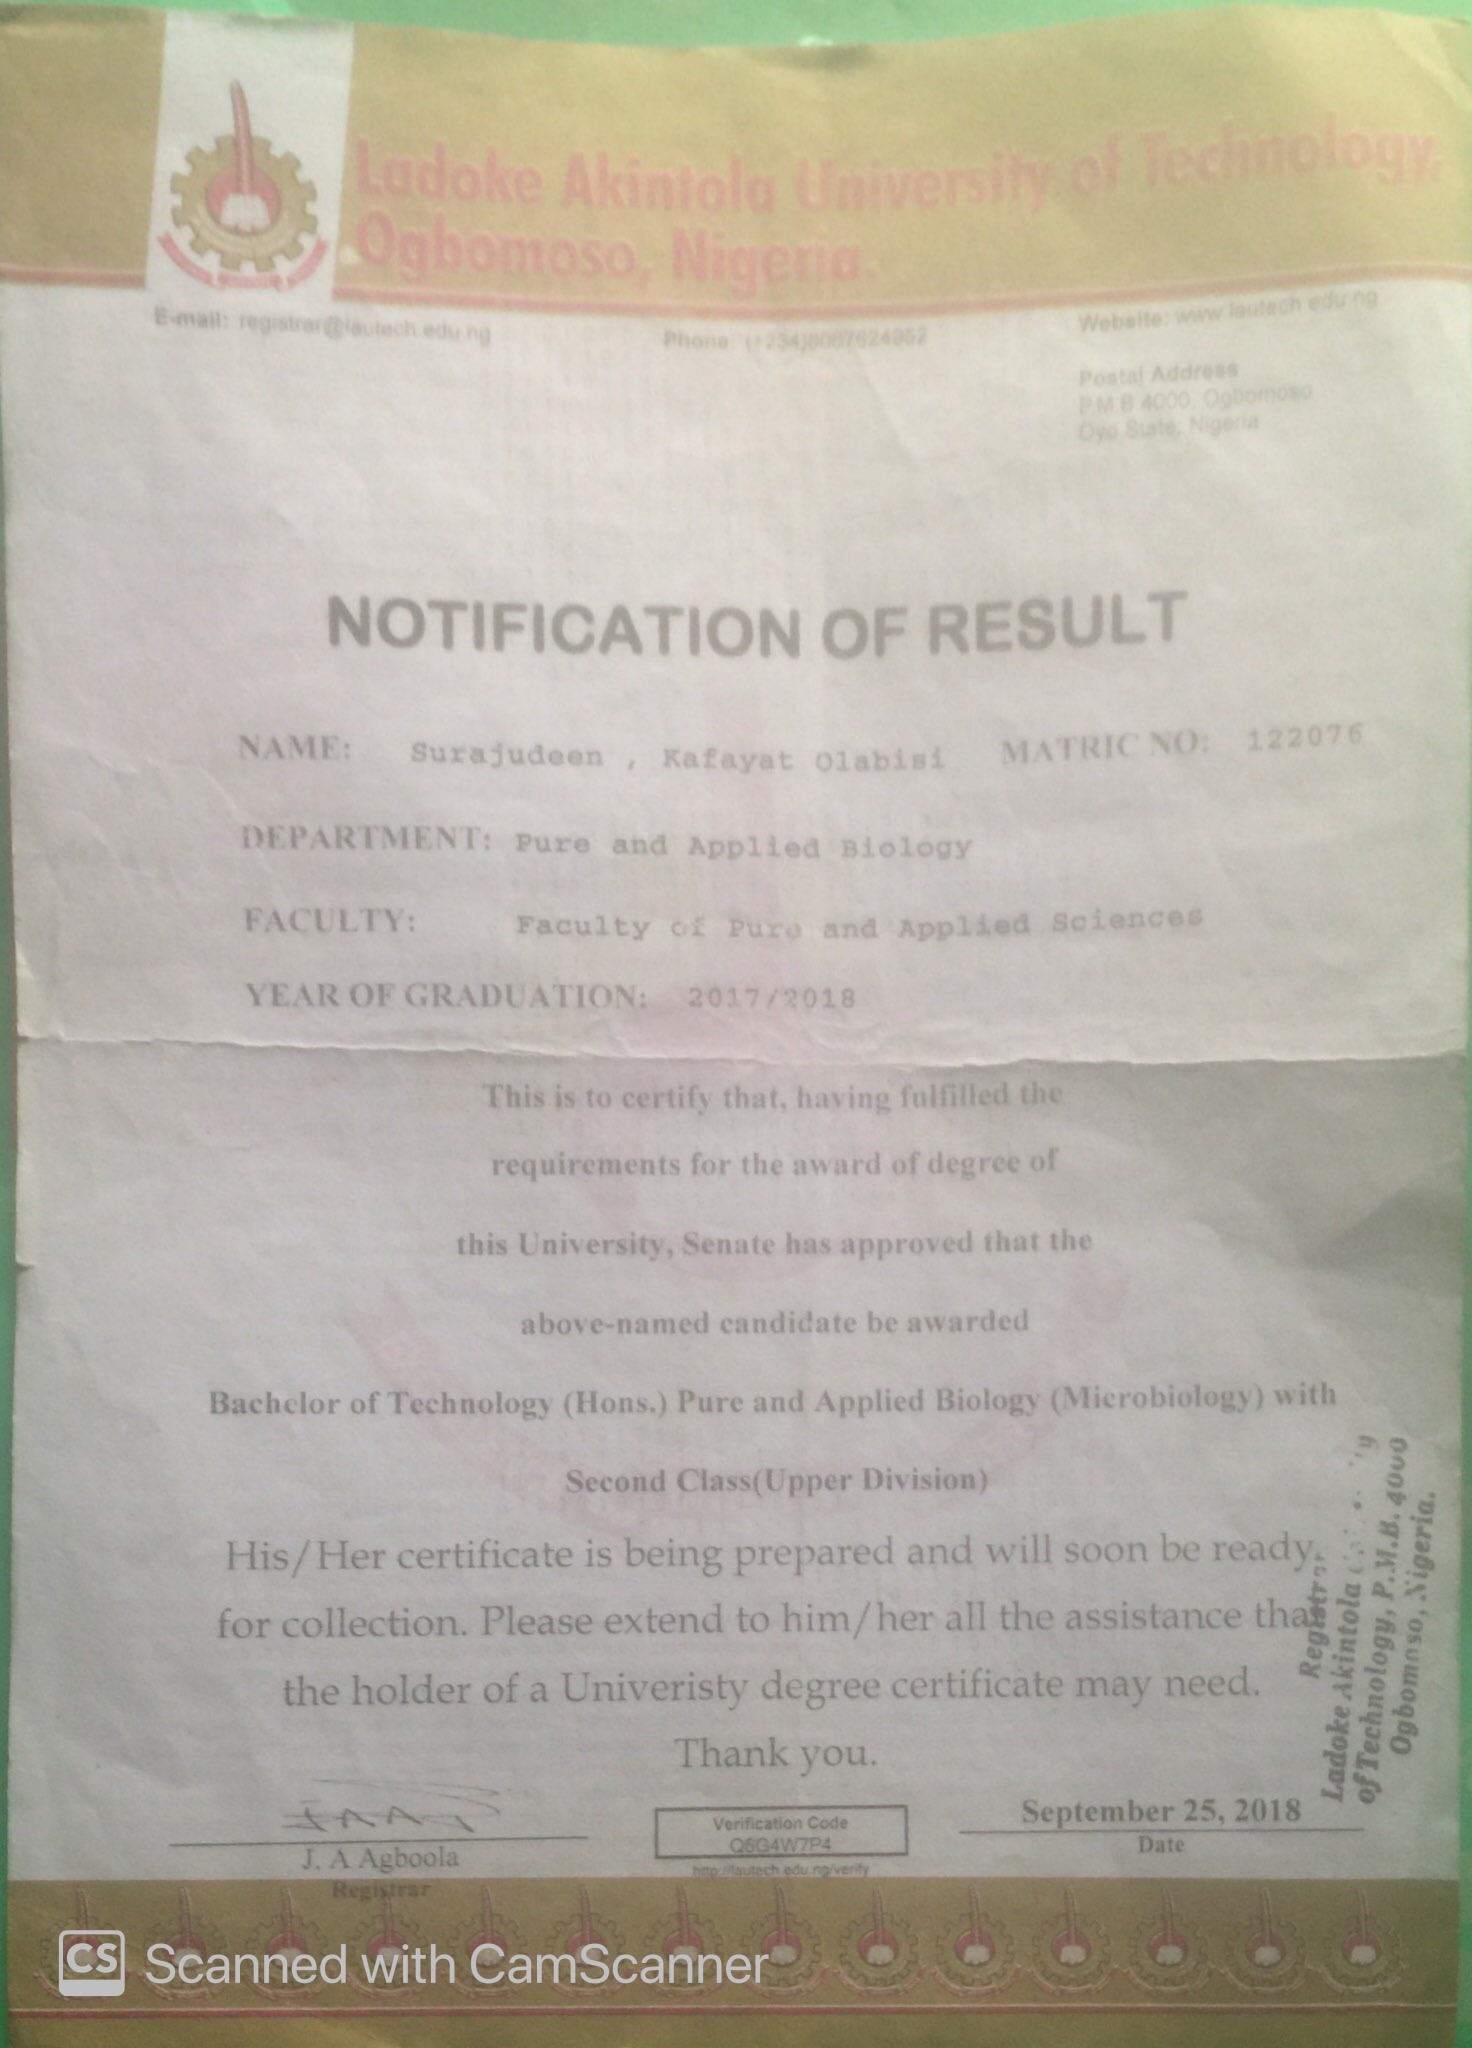 Ladoke Akintola University of Technology,
Ogbomoso, Nigeria.
E-mail: registrar@lautech.edu.ng
Phone: (+234)8067624952
Website: www.lautech.edu.ng
Postal Address
P.M.B 4000, Ogbomoso
Oyo State, Nigeria
NOTIFICATION OF RESULT
NAME: Surajudeen , Kafayat Olabisi MATRIC NO: 122076
DEPARTMENT: Pure and Applied Biology
FACULTY: Faculty of Pure and Applied Sciences
YEAR OF GRADUATION: 2017/2018
This is to certify that, having fulfilled the
requirements for the award of degree of
this University, Senate has approved that the
above-named candidate be awarded
Bachelor of Technology (Hons.) Pure and Applied Biology (Microbiology) with
Second Class(Upper Division)
His/Her certificate is being prepared and will soon be ready
for collection. Please extend to him/her all the assistance that
the holder of a Univeristy degree certificate may need.
Thank you.
Registrar
Ladoke Akintola
of Technology, P.M.B. 4000
Ogbomoso, Nigeria.
J. A Agboola
Registrar
Verification Code
Q6G4W7P4
http://lautech.edu.ng/verify
September 25, 2018
Date
CS Scanned with CamScanner